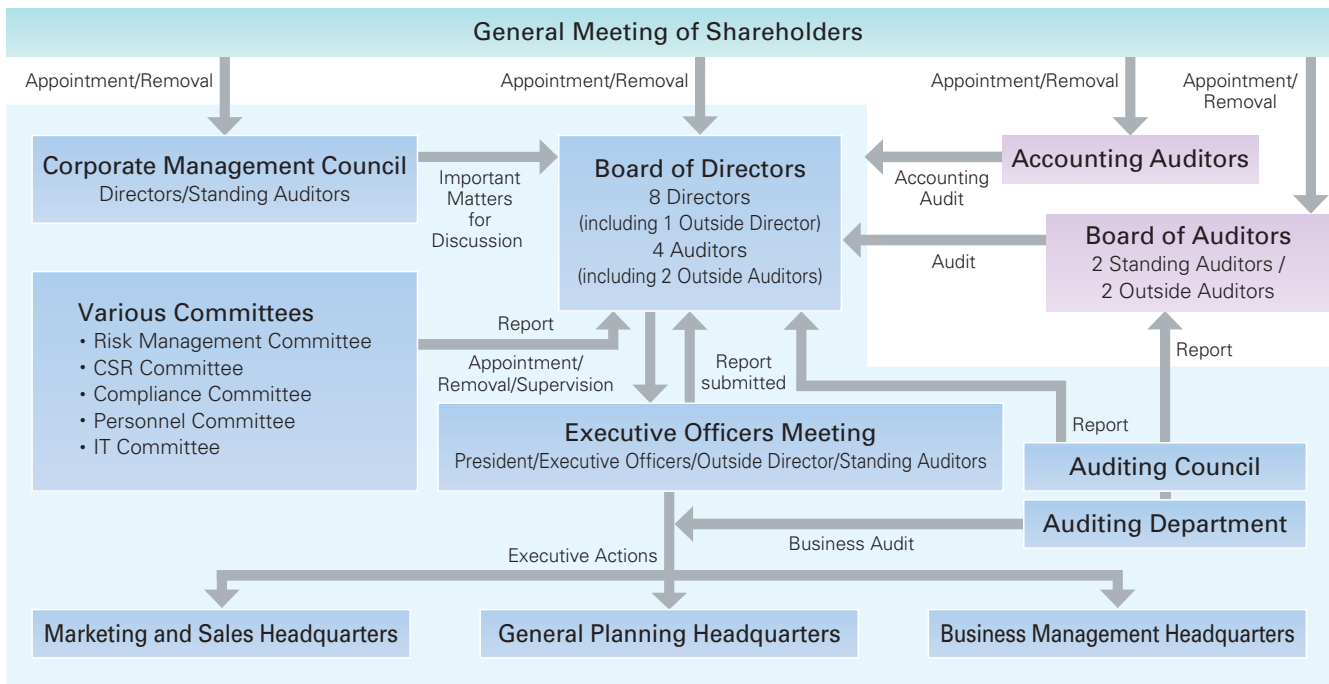 General Meeting of Shareholders
Appointment/Removal
Appointment/Removal
Appointment/Removal
Appointment/
Removal
Corporate Management Council
Directors/Standing Auditors
Important
Matters
for
Discussion
Board of Directors
8 Directors
(including 1 Outside Director)
4 Auditors
(including 2 Outside Auditors)
Accounting
Audit
Accounting Auditors
Audit
Board of Auditors
2 Standing Auditors /
2 Outside Auditors
Various Committees
• Risk Management Committee
• CSR Committee
• Compliance Committee
• Personnel Committee
• IT Committee
Report
Appointment/
Removal/Supervision
Report
submitted
Report
Executive Officers Meeting
President/Executive Officers/Outside Director/Standing Auditors
Report
Auditing Council
Auditing Department
Business Audit
Executive Actions
Marketing and Sales Headquarters
General Planning Headquarters
Business Management Headquarters